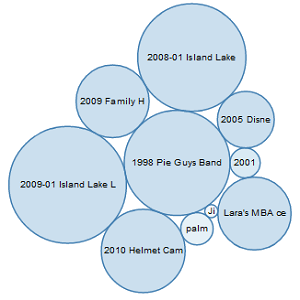 2008-01 Island Lake
2009 Family H
2005 Disne
1998 Pie Guys Band
2001
2009-01 Island Lake L
Ji
Lara's MBA œ
palm
2010 Helmet Cam